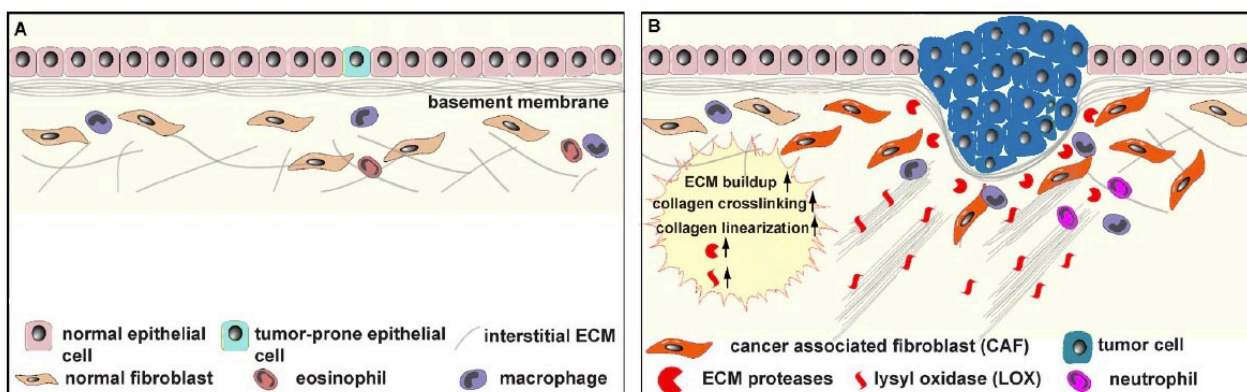 A
basement membrane
normal epithelial
cell
tumor-prone epithelial
cell
interstitial ECM
normal fibroblast
eosinophil
macrophage
B
ECM buildup
collagen crosslinking
collagen linearization
cancer associated fibroblast (CAF)
tumor cell
ECM proteases
lysyl oxidase (LOX)
neutrophil